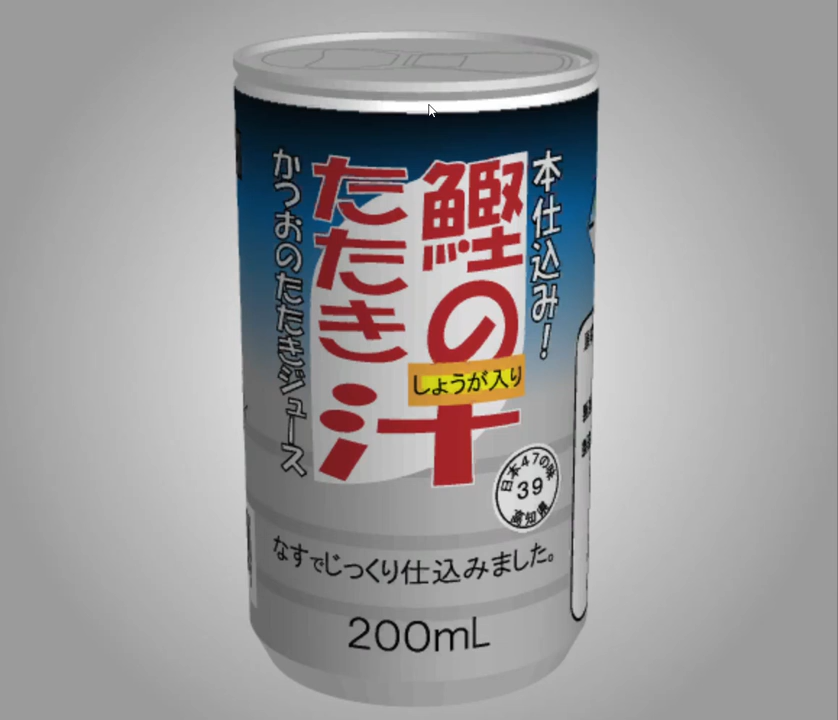 本仕込み!
鰹の
たたき汁
しょうが入り
かつおのたたきジュース
日本47の味
39
高知県
なすでじっくり仕込みました。
200mL